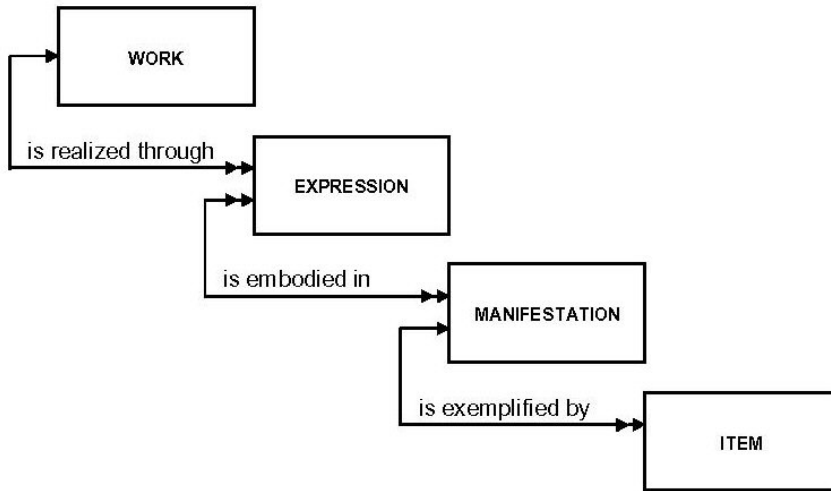 WORK
is realized through
EXPRESSION
is embodied in
MANIFESTATION
is exemplified by
ITEM